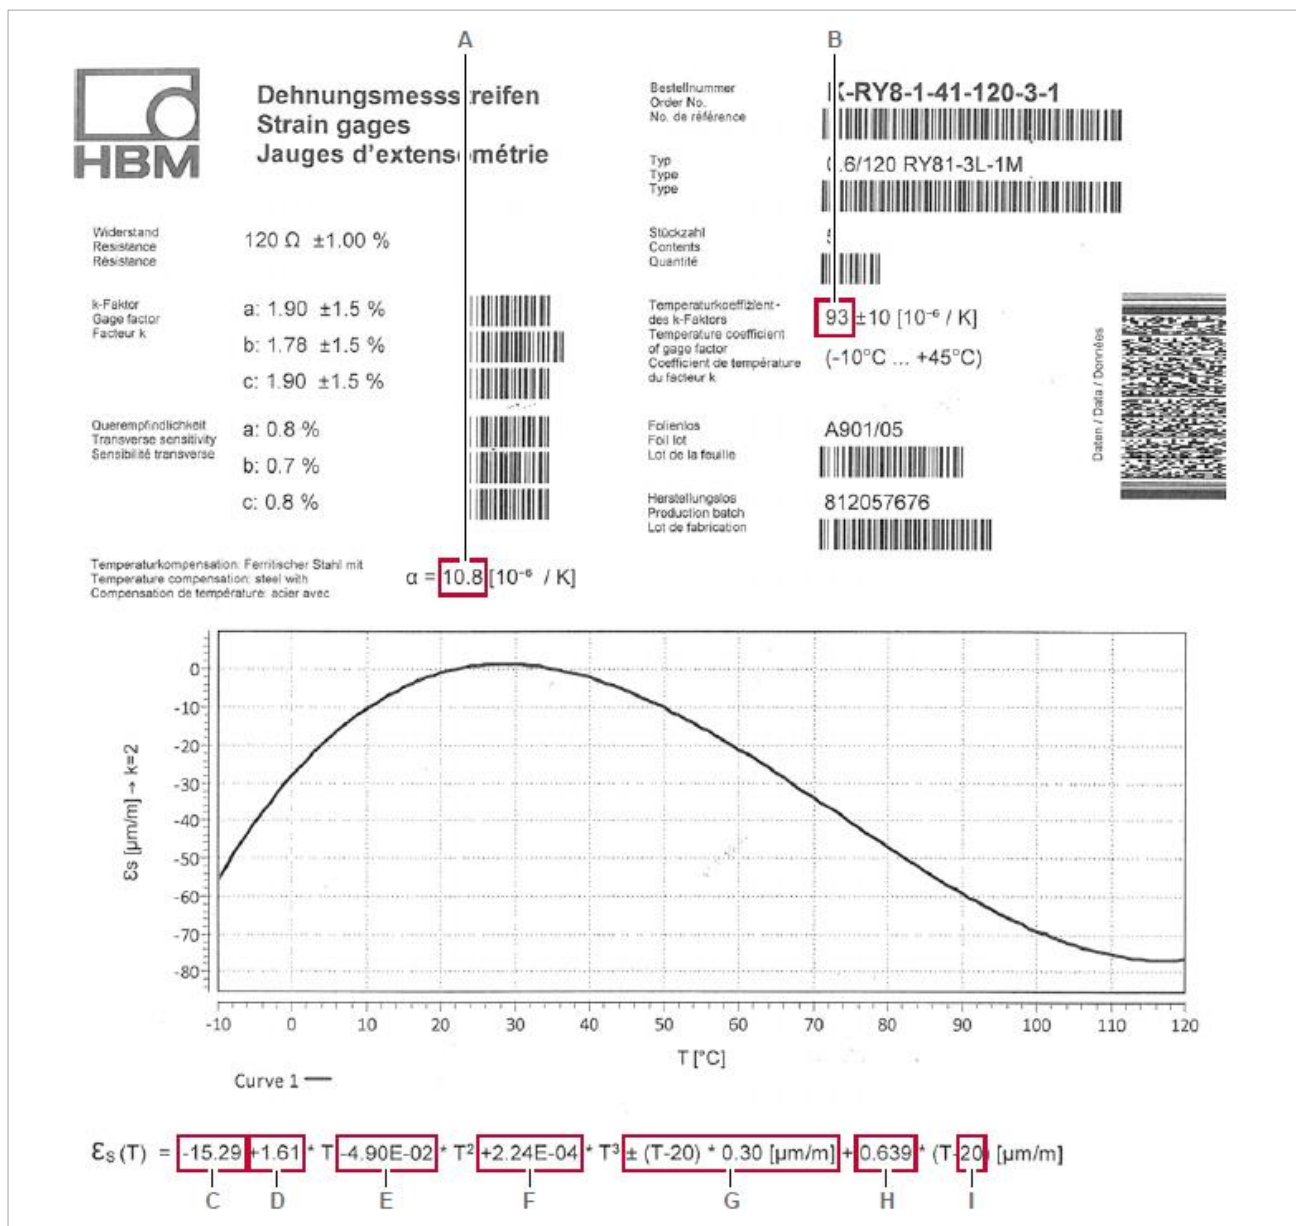 A
B
HBM
Dehnungsmessstreifen
Strain gages
Jauges d'extensométrie
Bestellnummer
Order No.
No. de référence
K-RY8-1-41-120-3-1
Typ
Type
Type
.6/120 RY81-3L-1M
Widerstand
Resistance
Résistance
120 Ω ±1.00 %
Stückzahl
Contents
Quantité
k-Faktor
Gage factor
Facteur k
a: 1.90 ±1.5 %
b: 1.78 ±1.5 %
c: 1.90 ±1.5 %
Temperaturkoeffizient -
des k-Faktors
Temperature coefficient
of gage factor
Coefficient de température
du facteur k
93 ±10 [10⁻⁶ / K]
(-10°C ... +45°C)
Daten / Data / Données
Querempfindlichkeit
Transverse sensitivity
Sensibilité transverse
a: 0.8 %
b: 0.7 %
c: 0.8 %
Folienlos
Foil lot
Lot de la feuille
A901/05
Herstellungslos
Production batch
Lot de fabrication
812057676
Temperaturkompensation: Ferritischer Stahl mit
Temperature compensation: steel with
Compensation de température: acier avec
α = 10.8 [10⁻⁶ / K]
εs [µm/m] → k=2
0
-10
-20
-30
-40
-50
-60
-70
-80
-10 0 10 20 30 40 50 60 70 80 90 100 110 120
T [°C]
Curve 1
εs (T) = -15.29 +1.61 * T -4.90E-02 * T² +2.24E-04 * T³ ± (T-20) * 0.30 [µm/m] + 0.639 * (T-20) [µm/m]
C D E F G H I